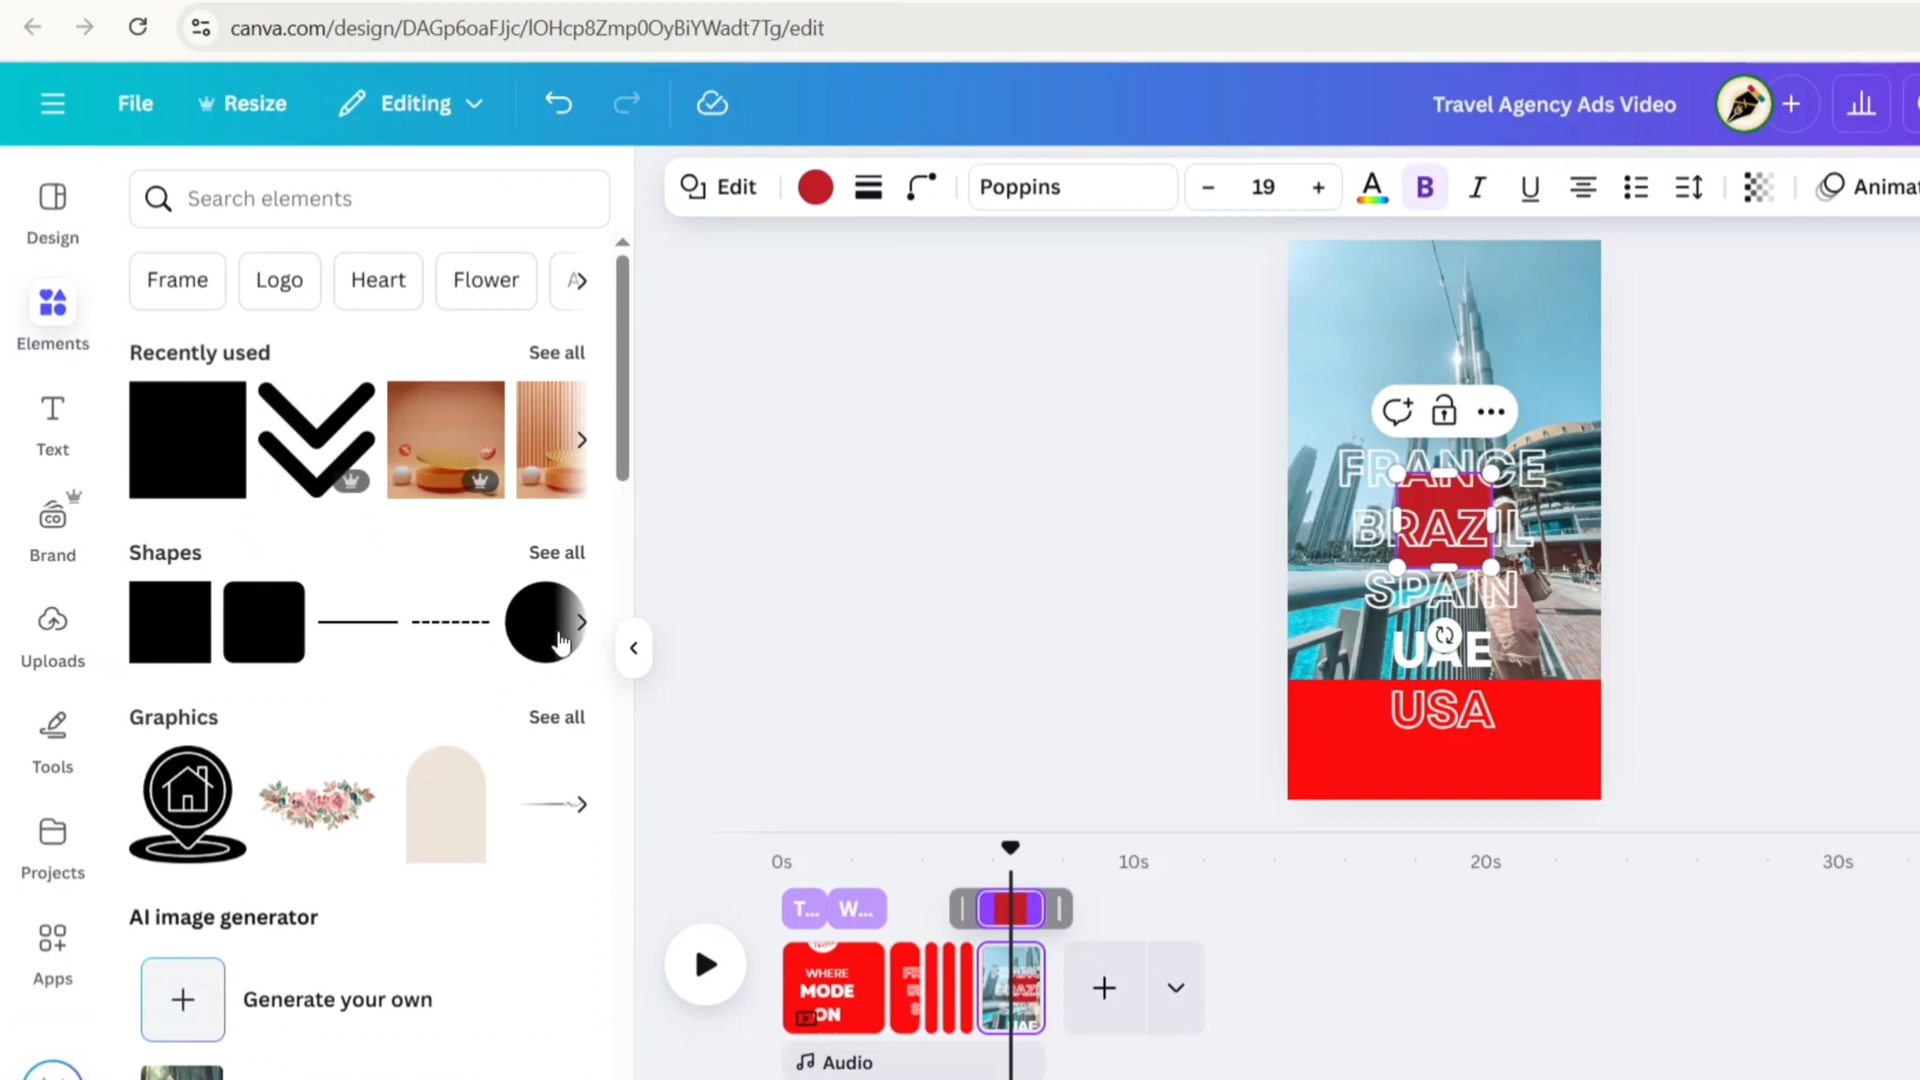 canva.com/design/DAGp6oaFJjc/lOHcp8Zmp0OyBiYWadt7Tg/edit
File
Resize
Editing
Travel Agency Ads Video
Design
Elements
Text
Brand
Uploads
Tools
Projects
Apps
Search elements
Frame
Logo
Heart
Flower
Recently used
See all
Shapes
See all
Graphics
See all
AI image generator
Generate your own
Edit
Poppins
19
A
B
I
U
Animat
FRANCE
BRAZIL
SPAIN
UAE
USA
0s
10s
20s
30s
T...
W...
WHERE
MODE
ON
Audio